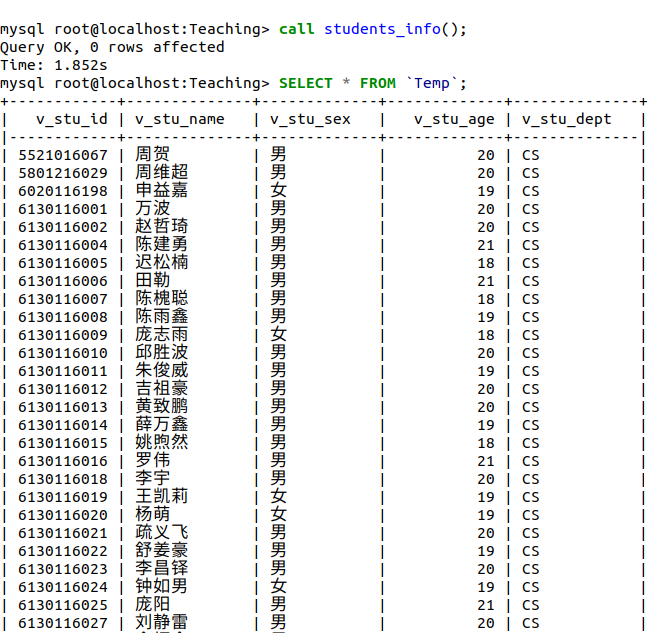 mysql root@localhost:Teaching> call students_info();
Query OK, 0 rows affected
Time: 1.852s
mysql root@localhost:Teaching> SELECT * FROM `Temp`;
+------------+--------------+-------------+-------------+--------------+
| v_stu_id | v_stu_name | v_stu_sex | v_stu_age | v_stu_dept |
|------------+--------------+-------------+-------------+--------------|
| 5521016067 | 周贺 | 男 | 20 | CS |
| 5801216029 | 周维超 | 男 | 20 | CS |
| 6020116198 | 申益嘉 | 女 | 19 | CS |
| 6130116001 | 万波 | 男 | 20 | CS |
| 6130116002 | 赵哲琦 | 男 | 20 | CS |
| 6130116004 | 陈建勇 | 男 | 21 | CS |
| 6130116005 | 迟松楠 | 男 | 18 | CS |
| 6130116006 | 田勒 | 男 | 21 | CS |
| 6130116007 | 陈槐聪 | 男 | 18 | CS |
| 6130116008 | 陈雨鑫 | 男 | 19 | CS |
| 6130116009 | 庞志雨 | 女 | 18 | CS |
| 6130116010 | 邱胜波 | 男 | 20 | CS |
| 6130116011 | 朱俊威 | 男 | 19 | CS |
| 6130116012 | 吉祖豪 | 男 | 20 | CS |
| 6130116013 | 黄致鹏 | 男 | 20 | CS |
| 6130116014 | 薛万鑫 | 男 | 19 | CS |
| 6130116015 | 姚煦然 | 男 | 18 | CS |
| 6130116016 | 罗伟 | 男 | 21 | CS |
| 6130116018 | 李宇 | 男 | 20 | CS |
| 6130116019 | 王凯莉 | 女 | 19 | CS |
| 6130116020 | 杨萌 | 女 | 19 | CS |
| 6130116021 | 疏义飞 | 男 | 20 | CS |
| 6130116022 | 舒姜豪 | 男 | 19 | CS |
| 6130116023 | 李昌铎 | 男 | 20 | CS |
| 6130116024 | 钟如男 | 女 | 19 | CS |
| 6130116025 | 庞阳 | 男 | 21 | CS |
| 6130116027 | 刘静雷 | 男 | 20 | CS |